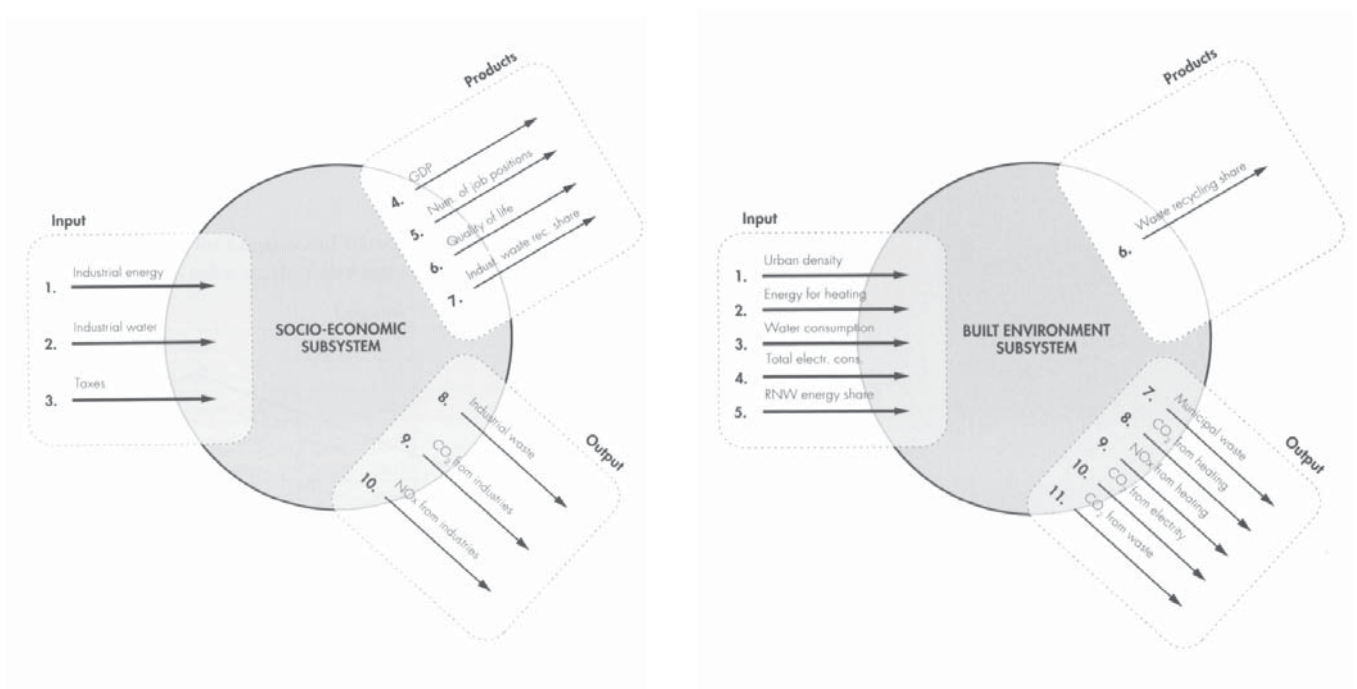 Products
4. GDP
5. Num. of job positions
6. Quality of life
7. Indust. waste rec. share
Input
1. Industrial energy
2. Industrial water
3. Taxes
SOCIO-ECONOMIC
SUBSYSTEM
8. Industrial waste
9. CO2 from industries
10. NOx from industries
Output
Products
6. Waste recycling share
Input
1. Urban density
2. Energy for heating
3. Water consumption
4. Total electr. cons.
5. RNW energy share
BUILT ENVIRONMENT
SUBSYSTEM
7. Municipal waste
8. CO2 from heating
9. NOx from heating
10. CO2 from electrity
11. CO2 from waste
Output